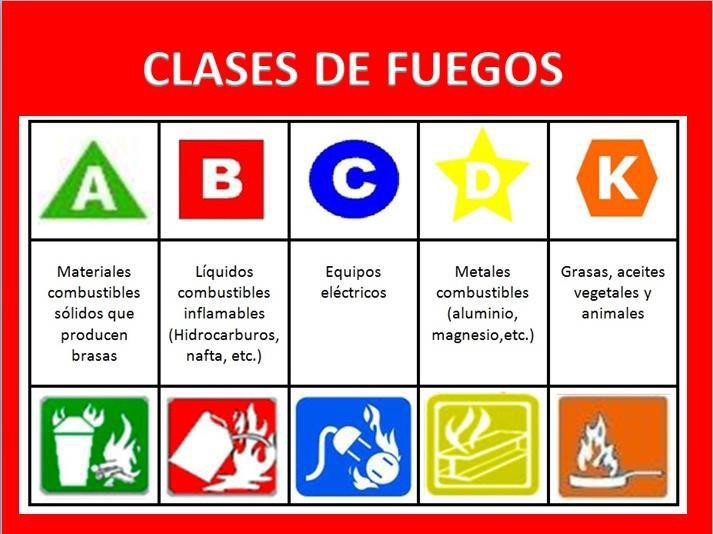 CLASES DE FUEGOS
A
B
C
D
K
Materiales
combustibles
sólidos que
producen
brasas
Líquidos
combustibles
inflamables
(Hidrocarburos,
nafta, etc.)
Equipos
eléctricos
Metales
combustibles
(aluminio,
magnesio,etc.)
Grasas, aceites
vegetales y
animales